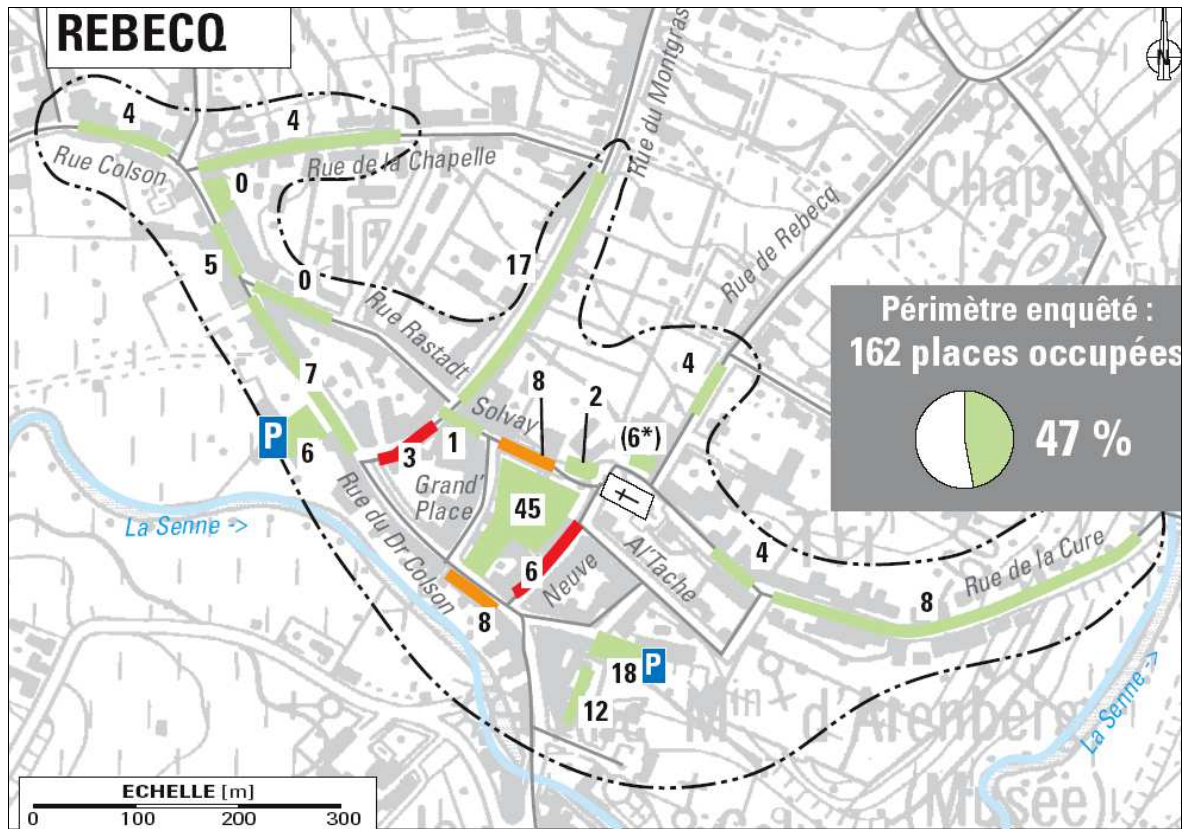 REBECQ
N
4
4
Rue Colson
Rue de la Chapelle
Rue du Montgras
0
5
0
17
Rue de Rebecq
Rue Rastadt
Périmètre enquêté :
162 places occupées
47 %
7
Solvay
8
2
4
(6*)
P
6
3
1
Grand'
Place
45
La Senne ->
Rue du Dr Colson
6
Neuve
Al'Tache
4
Rue de la Cure
8
8
18
P
12
d'Arenberg
(Musée)
La Senne ->
ECHELLE [m]
0 100 200 300